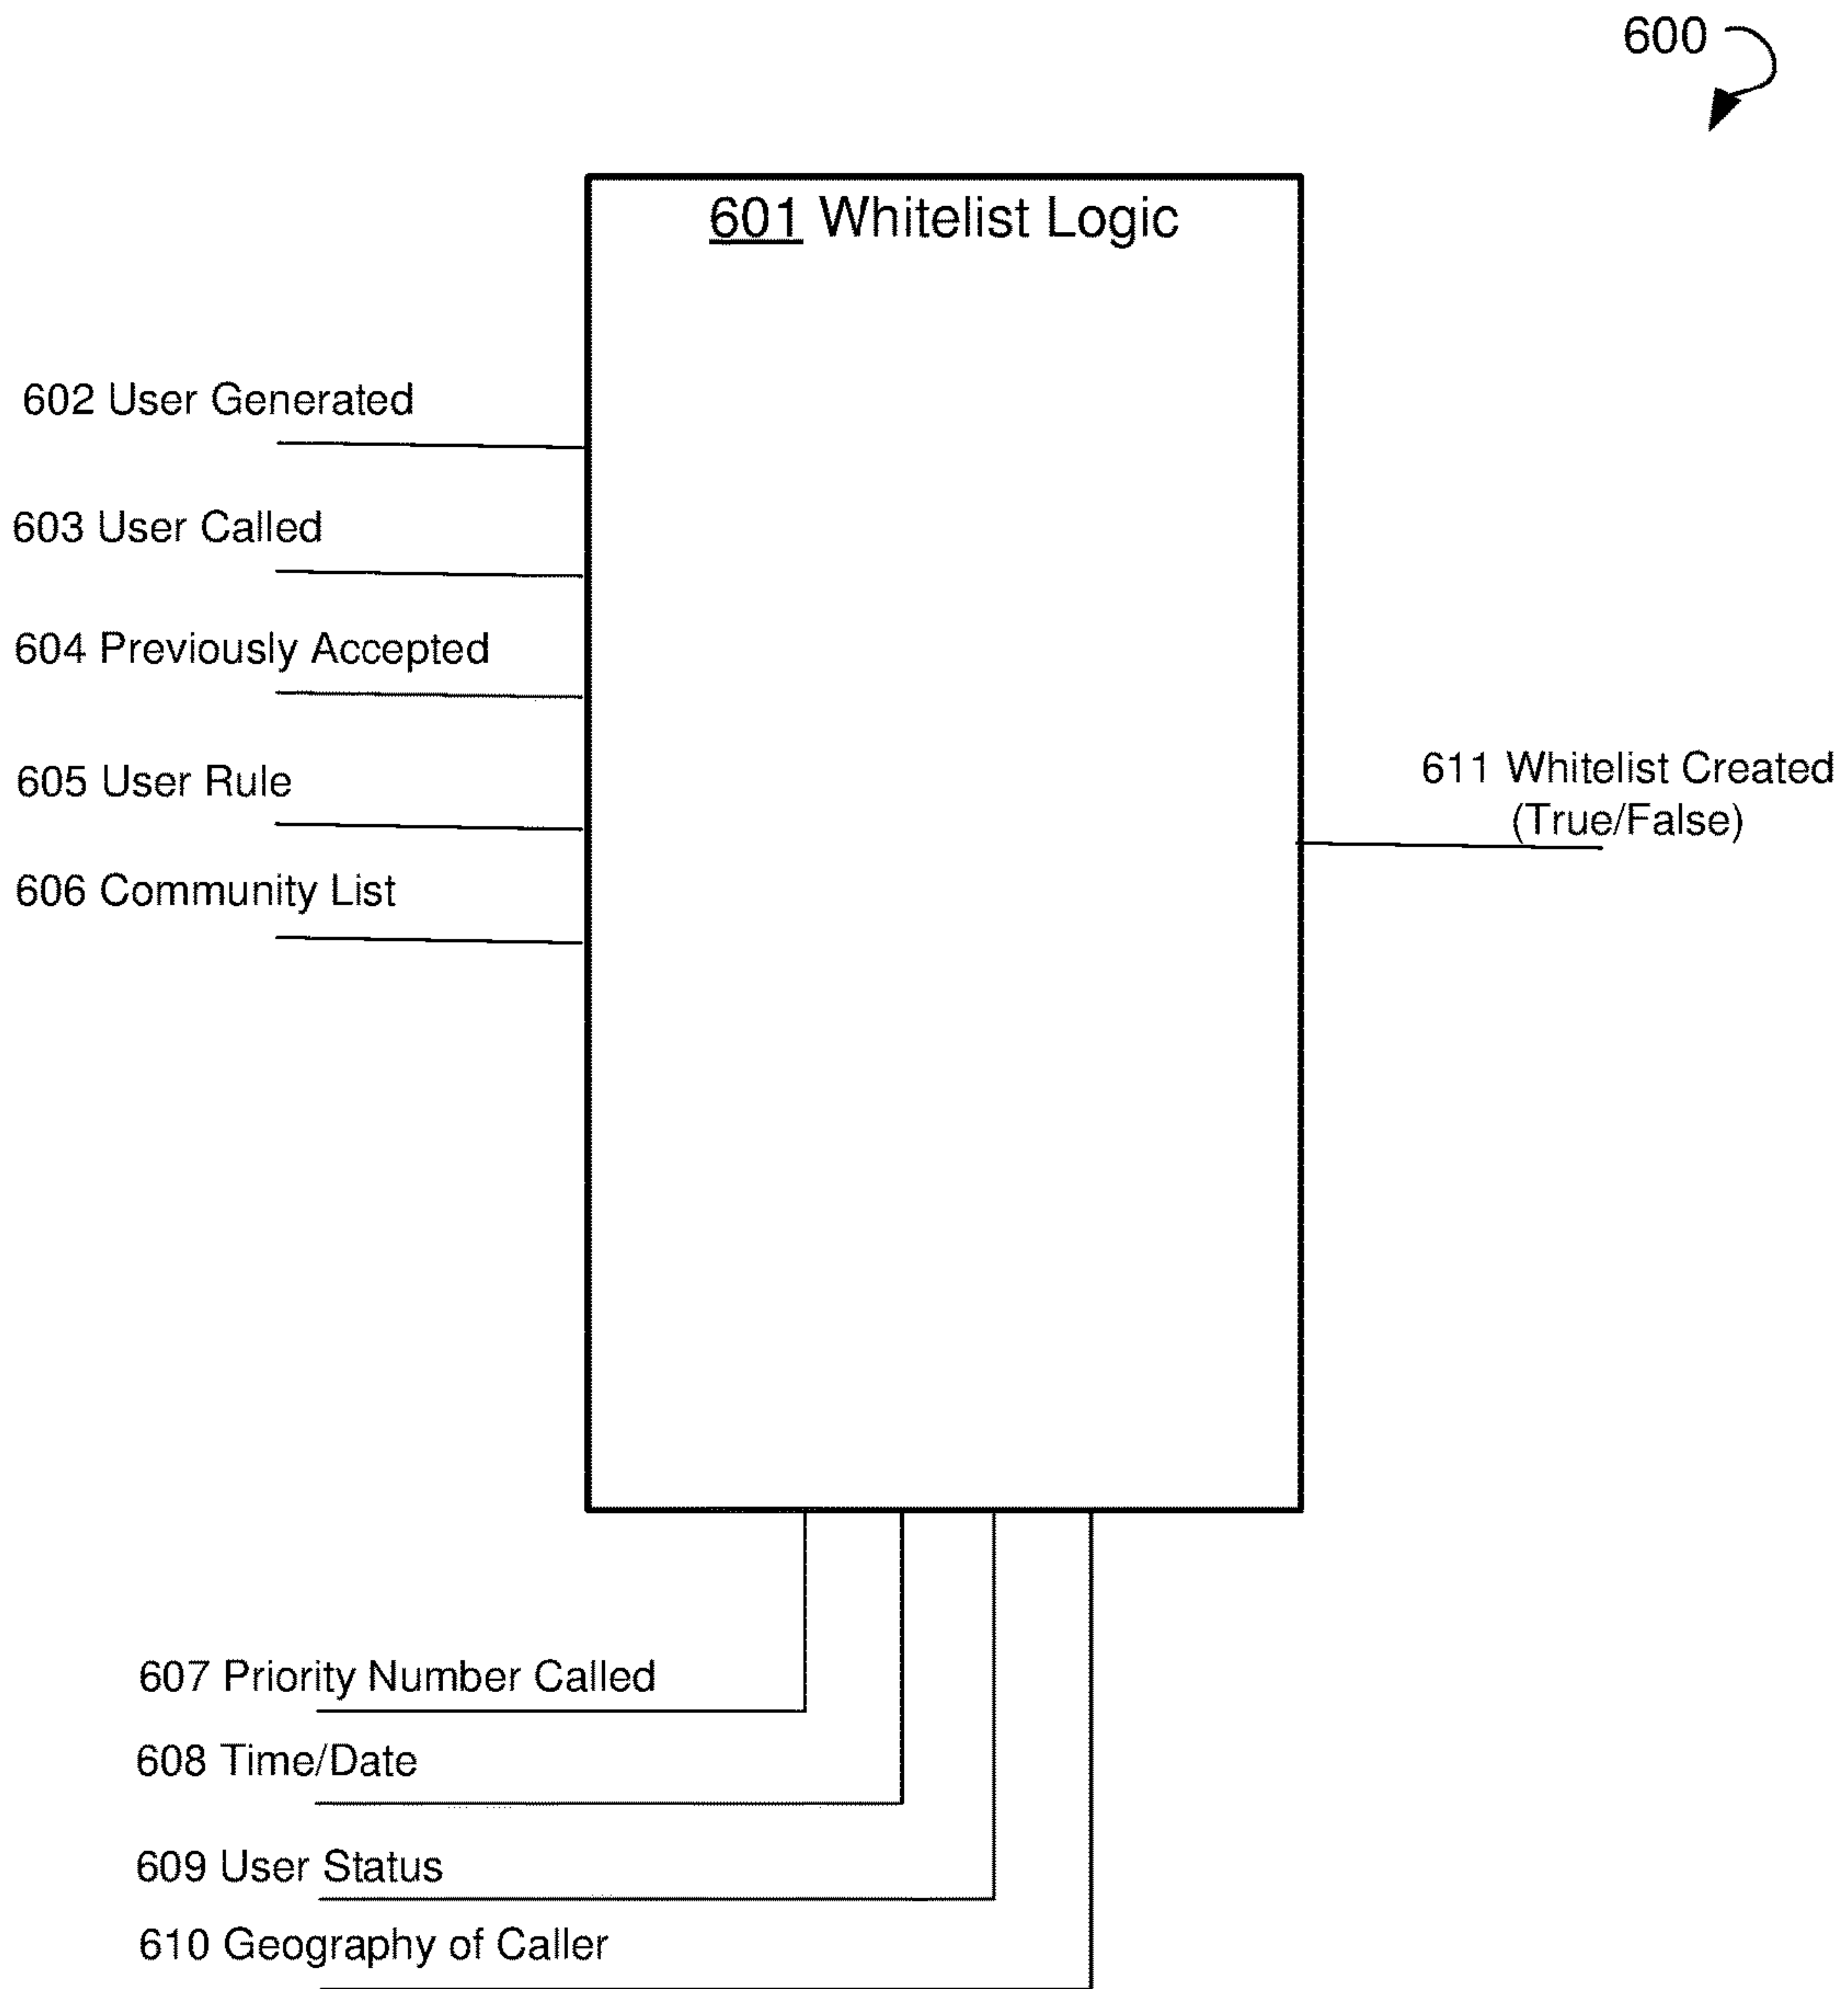 600
601 Whitelist Logic
602 User Generated
603 User Called
604 Previously Accepted
605 User Rule
606 Community List
611 Whitelist Created
(True/False)
607 Priority Number Called
608 Time/Date
609 User Status
610 Geography of Caller